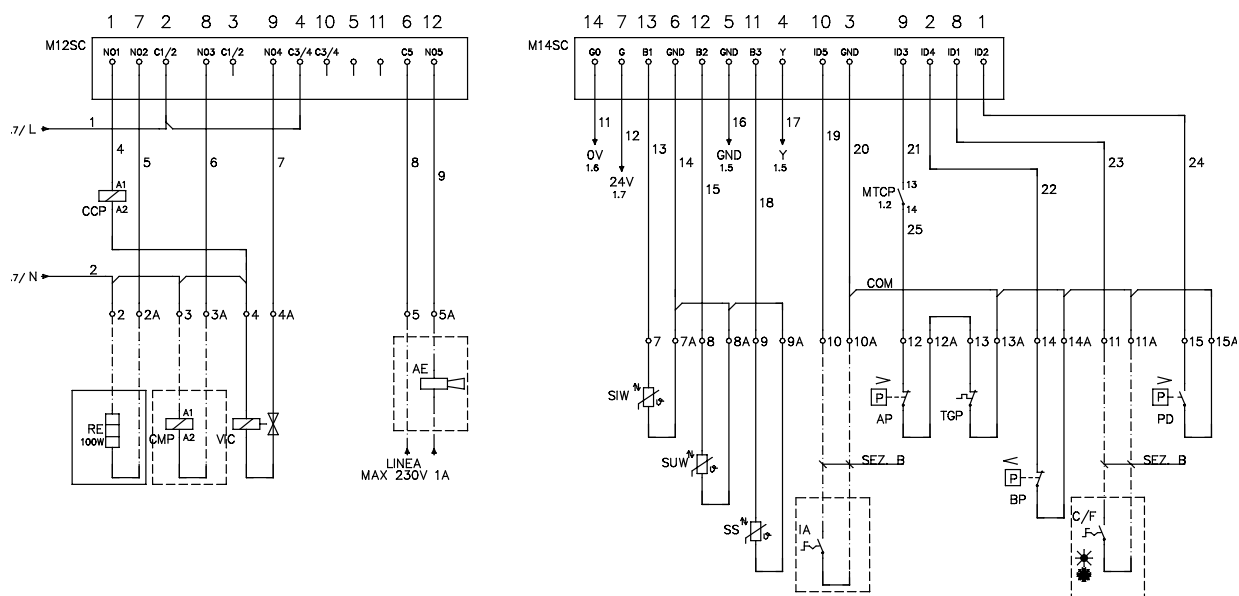 1 7 2 8 3 9 4 10 5 11 6 12
M12SC
NO1 NO2 C1/2 NO3 C1/2 NO4 C3/4 C3/4 C5 NO5
.7/ L
1
4 5 6 7 8 9
A1
CCP
A2
.7/ N
2
2 2A 3 3A 4 4A 5 5A
AE
RE
100W
A1
CMP
A2
VIC
LINEA
MAX 230V 1A
14 7 13 6 12 5 11 4 10 3 9 2 8 1
M14SC
G0 G B1 GND B2 GND B3 Y ID5 GND ID3 ID4 ID1 ID2
11 12 13 14 15 16 17 18 19 20 21 22 23 24
0V
1.6
24V
1.7
GND
1.5
Y
1.5
MTCP
1.2
13
14
25
COM
7 7A 8 8A 9 9A 10 10A 12 12A 13 13A 14 14A 11 11A 15 15A
SIW
>
P
AP
TGP
>
P
PD
SUW
SEZ. B
SEZ. B
<
P
BP
SS
IA
C/F